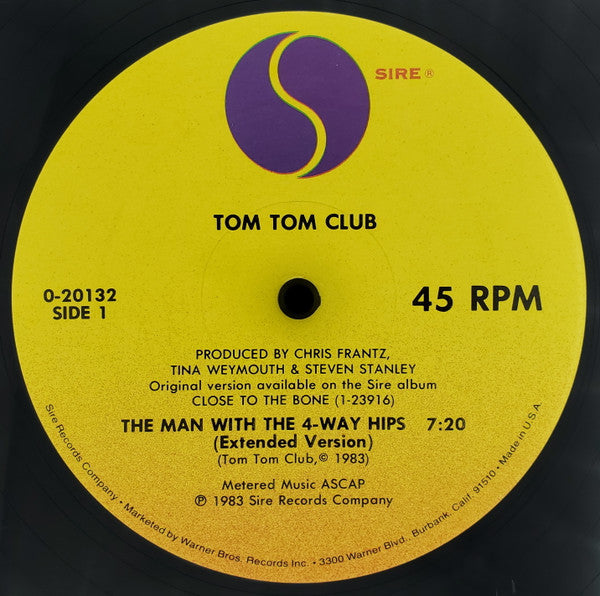 SIRE ®
TOM TOM CLUB
0-20132
SIDE 1
45 RPM
PRODUCED BY CHRIS FRANTZ,
TINA WEYMOUTH & STEVEN STANLEY
Original version available on the Sire album
CLOSE TO THE BONE (1-23916)
THE MAN WITH THE 4-WAY HIPS 7:20
(Extended Version)
(Tom Tom Club,© 1983)
Metered Music ASCAP
℗ 1983 Sire Records Company
Sire Records Company • Marketed by Warner Bros. Records Inc. • 3300 Warner Blvd., Burbank, Calif. 91510 • Made in U.S.A.